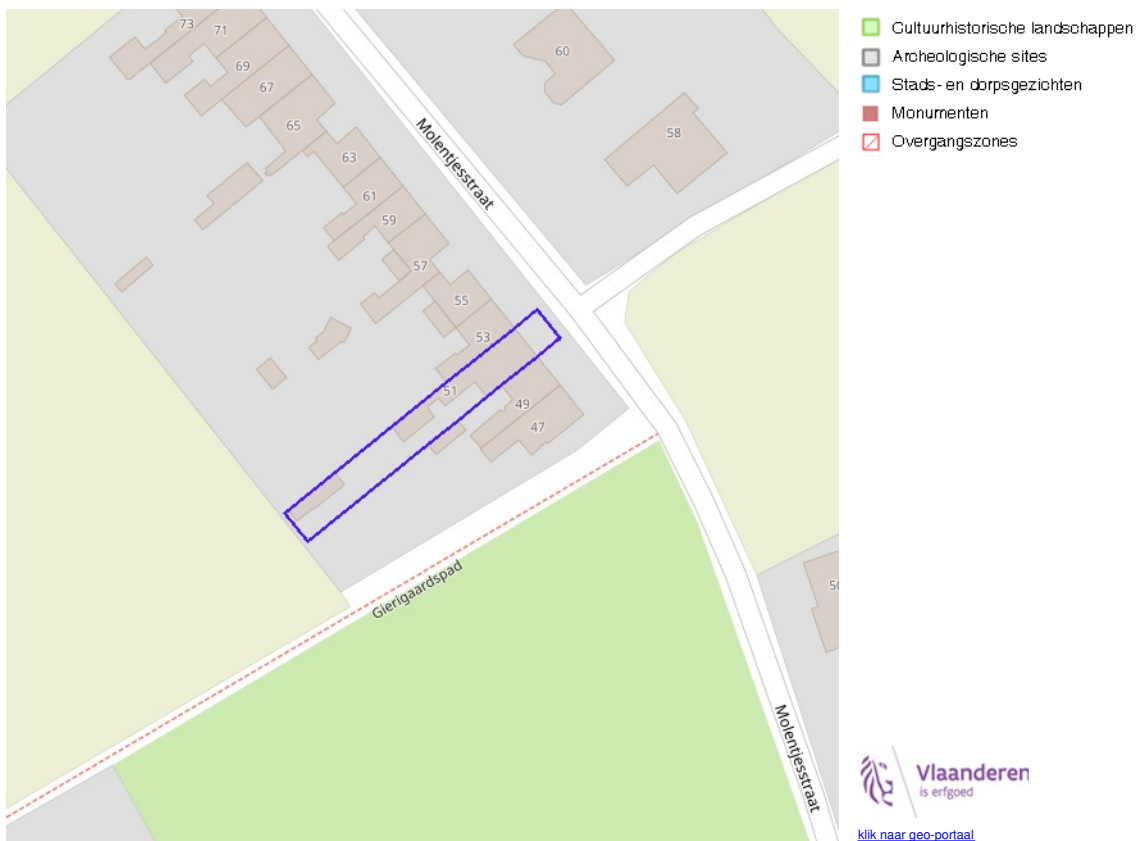 73
71
69
67
65
63
61
59
57
55
53
51
49
47
60
58
Molentjesstraat
Gierigaardspad
Molentjesstraat
Cultuurhistorische landschappen
Archeologische sites
Stads- en dorpsgezichten
Monumenten
Overgangszones
Vlaanderen
is erfgoed
klik naar geo-portaal